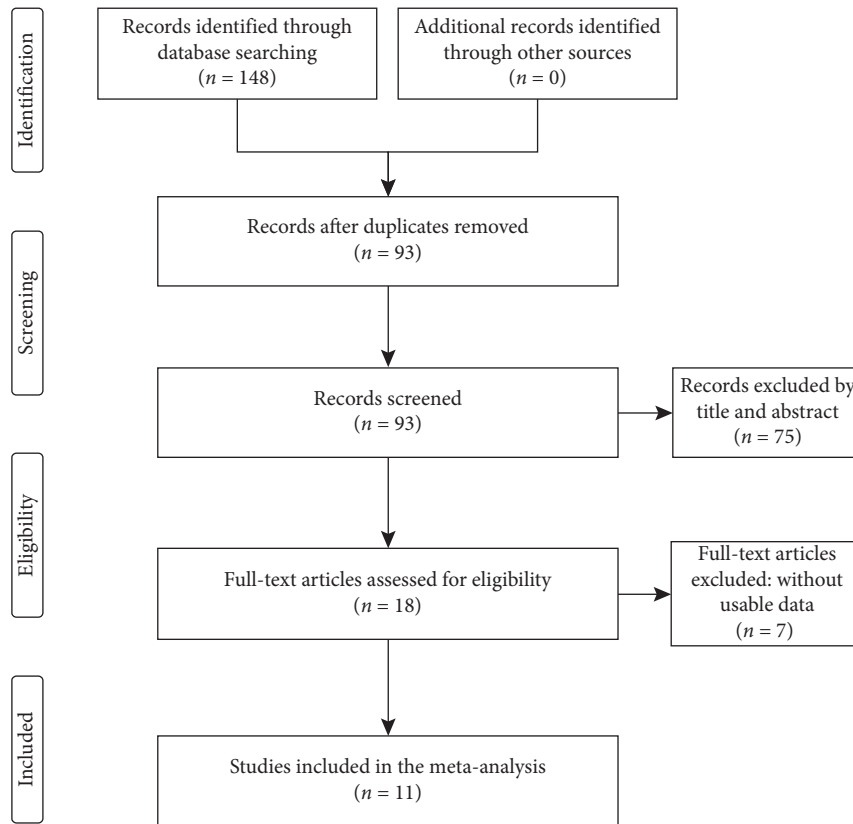 Identification
Records identified through
database searching
(n = 148)
Additional records identified
through other sources
(n = 0)
Screening
Records after duplicates removed
(n = 93)
Records screened
(n = 93)
Records excluded by
title and abstract
(n = 75)
Eligibility
Full-text articles assessed for eligibility
(n = 18)
Full-text articles
excluded: without
usable data
(n = 7)
Included
Studies included in the meta-analysis
(n = 11)